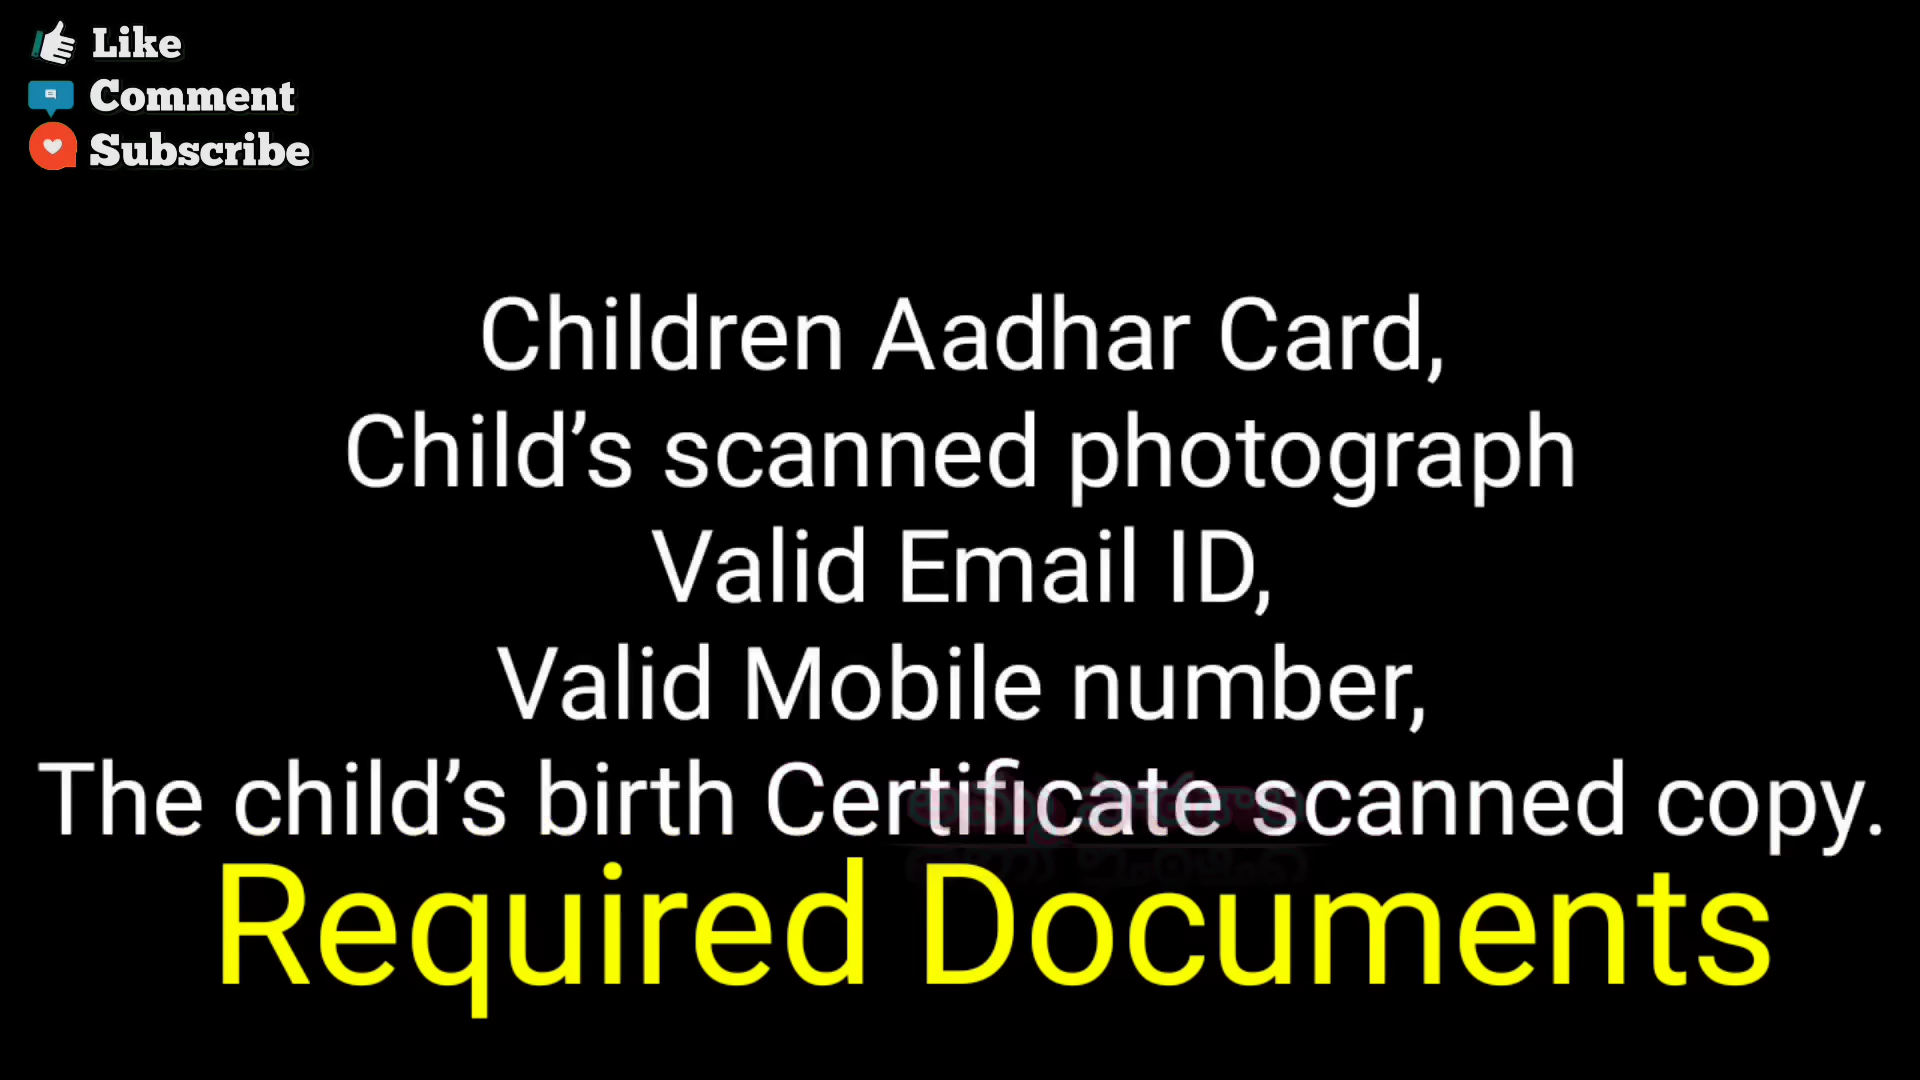 Like
Comment
Subscribe
Children Aadhar Card,
Child’s scanned photograph
Valid Email ID,
Valid Mobile number,
The child’s birth Certificate scanned copy.
Required Documents